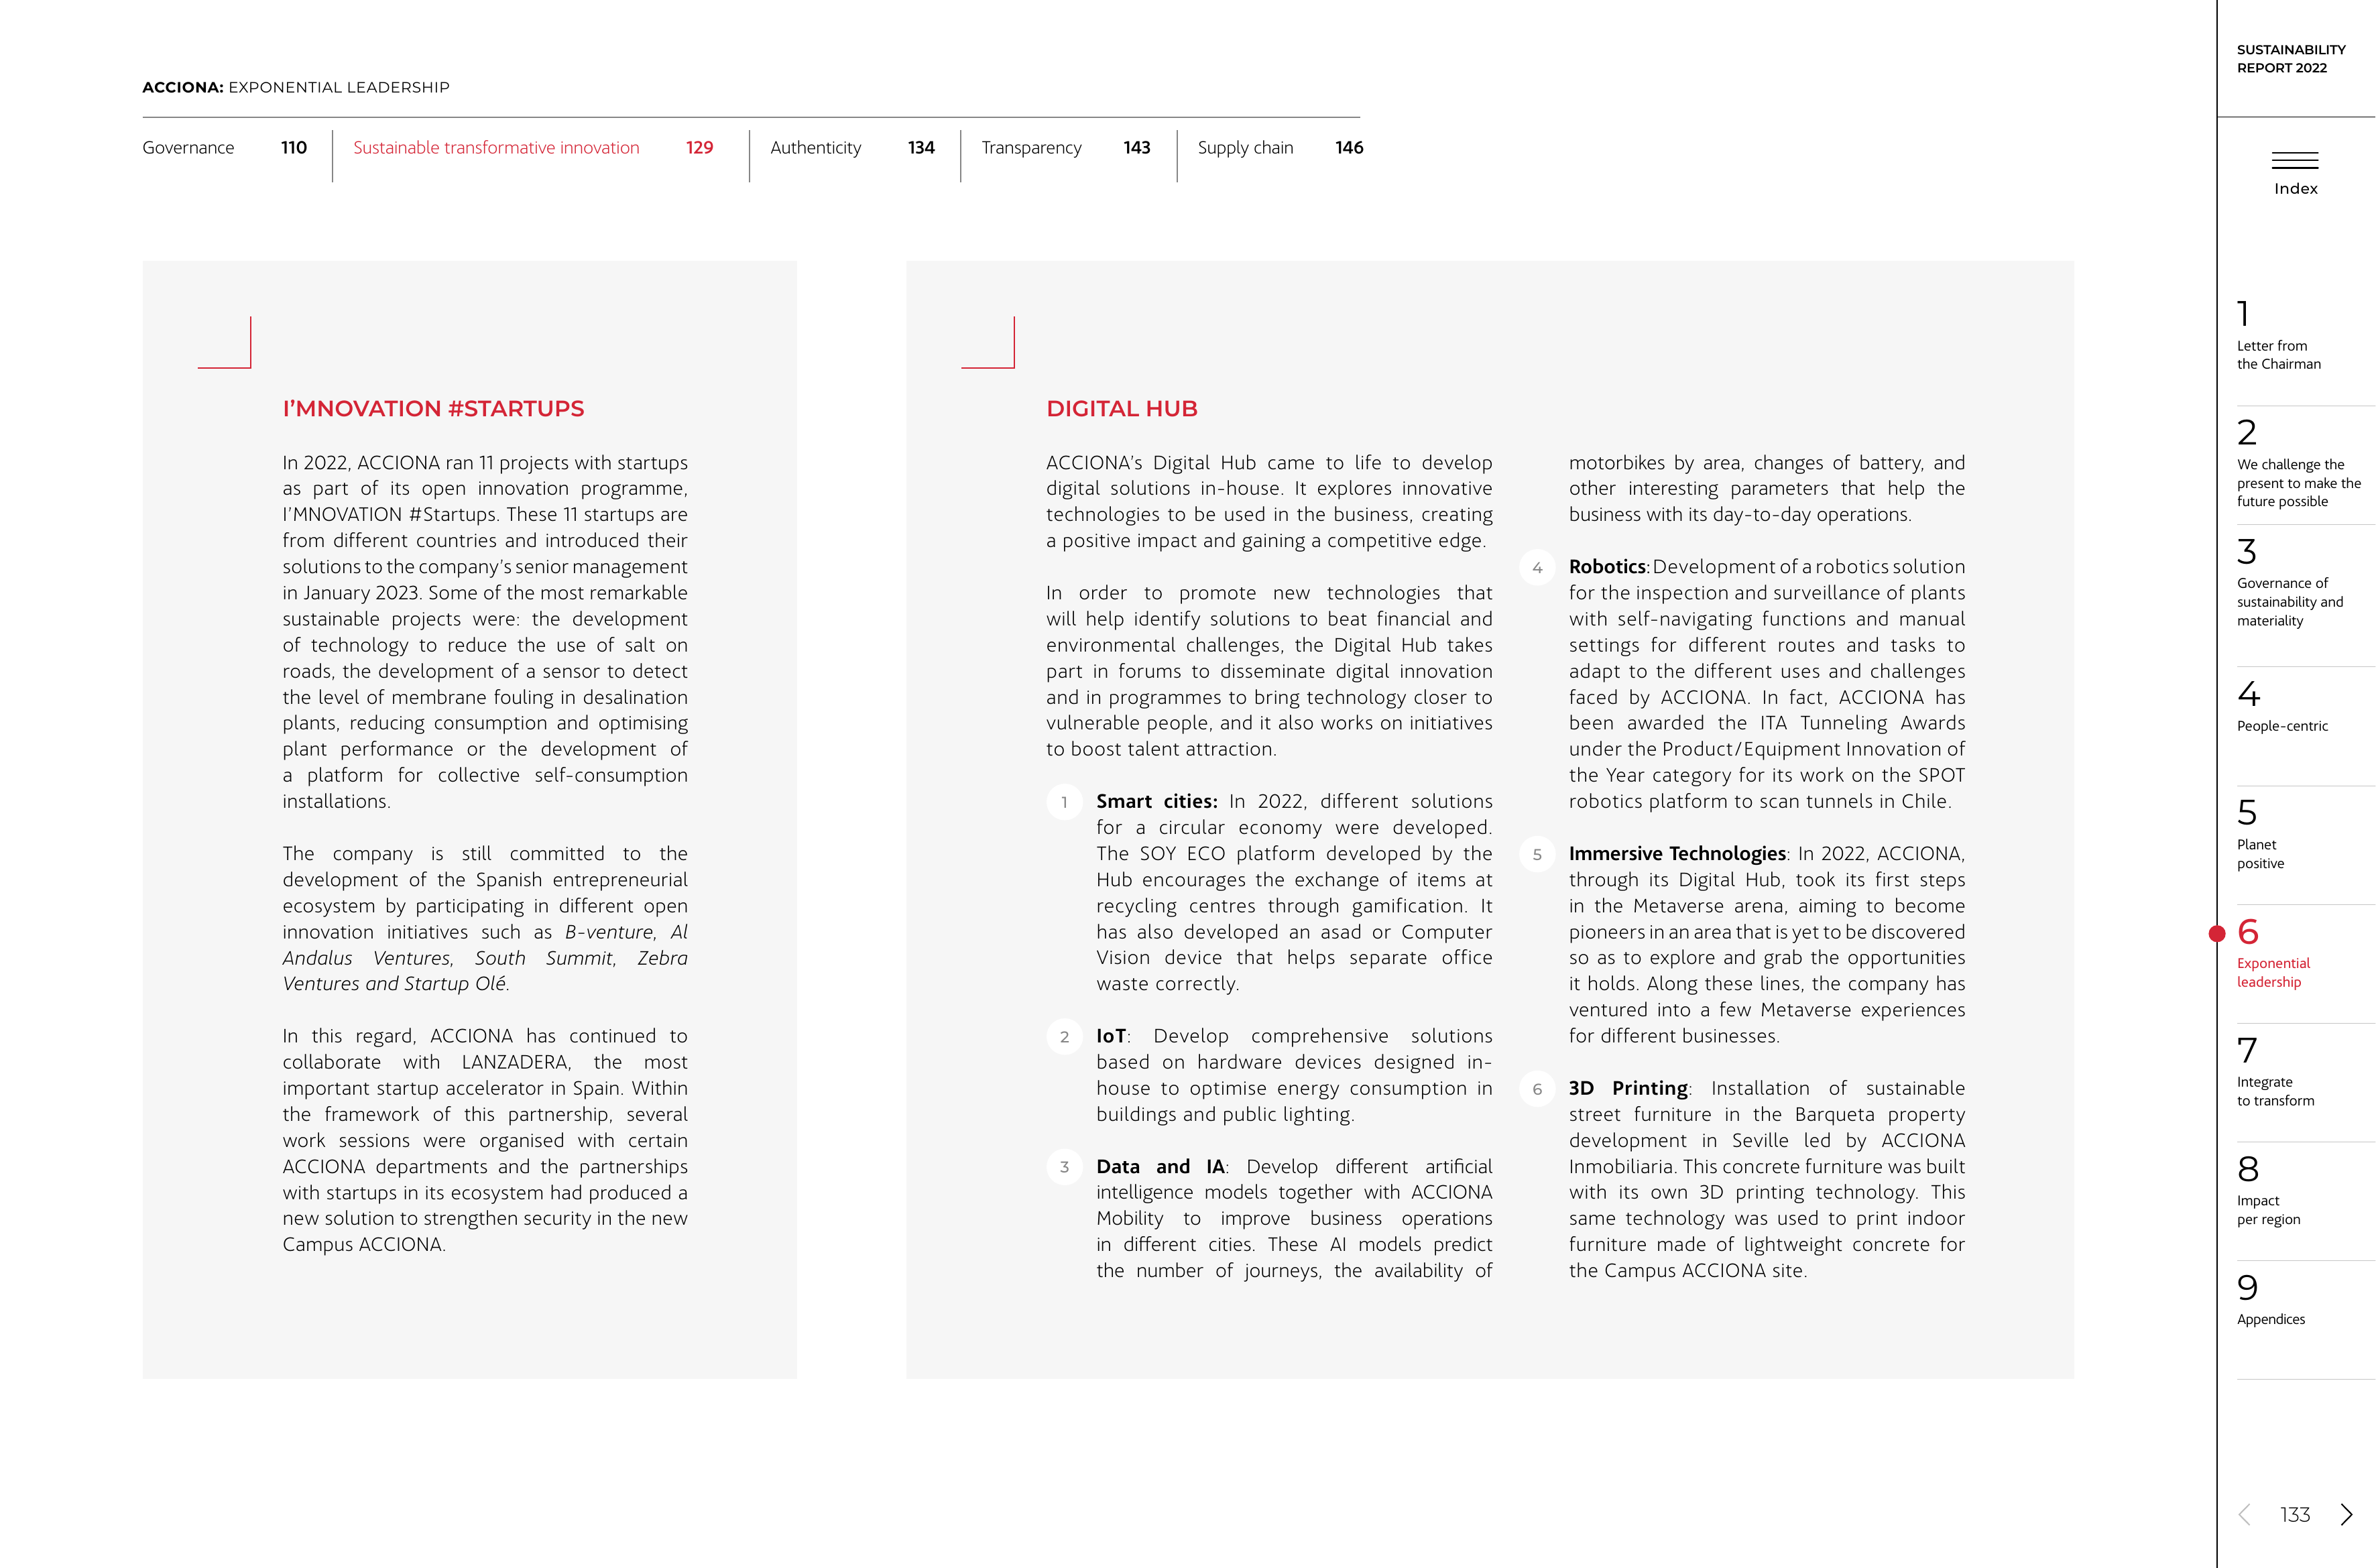 ACCIONA: EXPONENTIAL LEADERSHIP
Governance 110
Sustainable transformative innovation 129
Authenticity 134
Transparency 143
Supply chain 146
I'MNOVATION #STARTUPS
In 2022, ACCIONA ran 11 projects with startups
as part of its open innovation programme,
I'MNOVATION #Startups. These 11 startups are
from different countries and introduced their
solutions to the company's senior management
in January 2023. Some of the most remarkable
sustainable projects were: the development
of technology to reduce the use of salt on
roads, the development of a sensor to detect
the level of membrane fouling in desalination
plants, reducing consumption and optimising
plant performance or the development of
a platform for collective self-consumption
installations.
The company is still committed to the
development of the Spanish entrepreneurial
ecosystem by participating in different open
innovation initiatives such as B-venture, Al
Andalus Ventures, South Summit, Zebra
Ventures and Startup Olé.
In this regard, ACCIONA has continued to
collaborate with LANZADERA, the most
important startup accelerator in Spain. Within
the framework of this partnership, several
work sessions were organised with certain
ACCIONA departments and the partnerships
with startups in its ecosystem had produced a
new solution to strengthen security in the new
Campus ACCIONA.
DIGITAL HUB
ACCIONA's Digital Hub came to life to develop
digital solutions in-house. It explores innovative
technologies to be used in the business, creating
a positive impact and gaining a competitive edge.
In order to promote new technologies that
will help identify solutions to beat financial and
environmental challenges, the Digital Hub takes
part in forums to disseminate digital innovation
and in programmes to bring technology closer to
vulnerable people, and it also works on initiatives
to boost talent attraction.
1 Smart cities: In 2022, different solutions
for a circular economy were developed.
The SOY ECO platform developed by the
Hub encourages the exchange of items at
recycling centres through gamification. It
has also developed an asad or Computer
Vision device that helps separate office
waste correctly.
2 IoT: Develop comprehensive solutions
based on hardware devices designed in-
house to optimise energy consumption in
buildings and public lighting.
3 Data and IA: Develop different artificial
intelligence models together with ACCIONA
Mobility to improve business operations
in different cities. These AI models predict
the number of journeys, the availability of
motorbikes by area, changes of battery, and
other interesting parameters that help the
business with its day-to-day operations.
4 Robotics: Development of a robotics solution
for the inspection and surveillance of plants
with self-navigating functions and manual
settings for different routes and tasks to
adapt to the different uses and challenges
faced by ACCIONA. In fact, ACCIONA has
been awarded the ITA Tunneling Awards
under the Product/Equipment Innovation of
the Year category for its work on the SPOT
robotics platform to scan tunnels in Chile.
5 Immersive Technologies: In 2022, ACCIONA,
through its Digital Hub, took its first steps
in the Metaverse arena, aiming to become
pioneers in an area that is yet to be discovered
so as to explore and grab the opportunities
it holds. Along these lines, the company has
ventured into a few Metaverse experiences
for different businesses.
6 3D Printing: Installation of sustainable
street furniture in the Barqueta property
development in Seville led by ACCIONA
Inmobiliaria. This concrete furniture was built
with its own 3D printing technology. This
same technology was used to print indoor
furniture made of lightweight concrete for
the Campus ACCIONA site.
SUSTAINABILITY
REPORT 2022
Index
1
Letter from
the Chairman
2
We challenge the
present to make the
future possible
3
Governance of
sustainability and
materiality
4
People-centric
5
Planet
positive
6
Exponential
leadership
7
Integrate
to transform
8
Impact
per region
9
Appendices
133